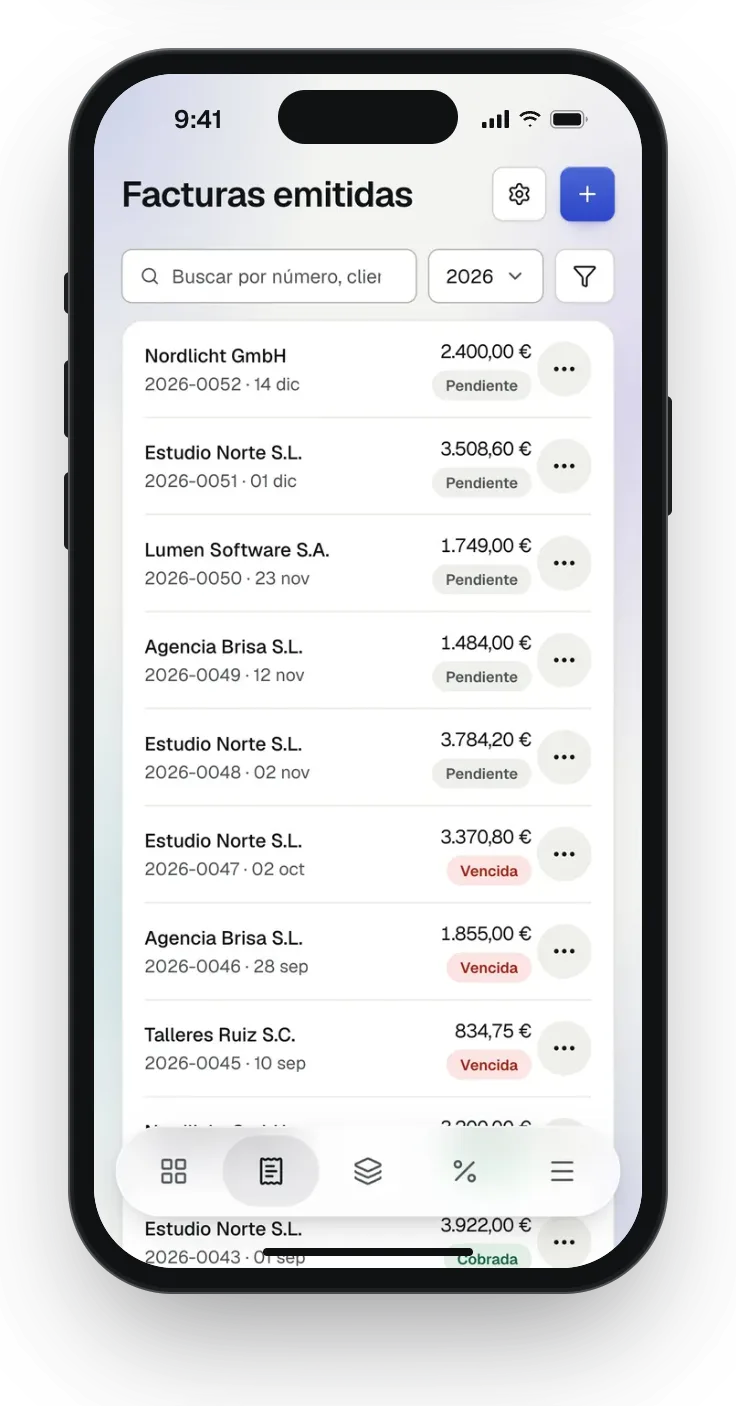 9:41
Facturas emitidas
Buscar por número, clier
2026
Nordlicht GmbH
2.400,00 €
2026-0052 · 14 dic
Pendiente
Estudio Norte S.L.
3.508,60 €
2026-0051 · 01 dic
Pendiente
Lumen Software S.A.
1.749,00 €
2026-0050 · 23 nov
Pendiente
Agencia Brisa S.L.
1.484,00 €
2026-0049 · 12 nov
Pendiente
Estudio Norte S.L.
3.784,20 €
2026-0048 · 02 nov
Pendiente
Estudio Norte S.L.
3.370,80 €
2026-0047 · 02 oct
Vencida
Agencia Brisa S.L.
1.855,00 €
2026-0046 · 28 sep
Vencida
Talleres Ruiz S.C.
834,75 €
2026-0045 · 10 sep
Vencida
Estudio Norte S.L.
3.922,00 €
2026-0043 · 01 sep
Cobrada